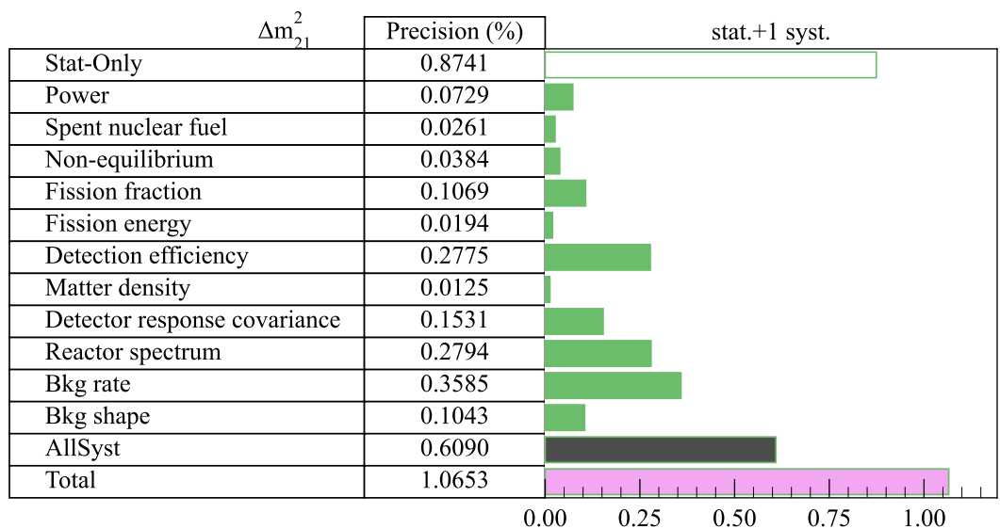 Δm²₂₁ Precision (%) stat.+1 syst.
Stat-Only 0.8741
Power 0.0729
Spent nuclear fuel 0.0261
Non-equilibrium 0.0384
Fission fraction 0.1069
Fission energy 0.0194
Detection efficiency 0.2775
Matter density 0.0125
Detector response covariance 0.1531
Reactor spectrum 0.2794
Bkg rate 0.3585
Bkg shape 0.1043
AllSyst 0.6090
Total 1.0653
0.00 0.25 0.50 0.75 1.00